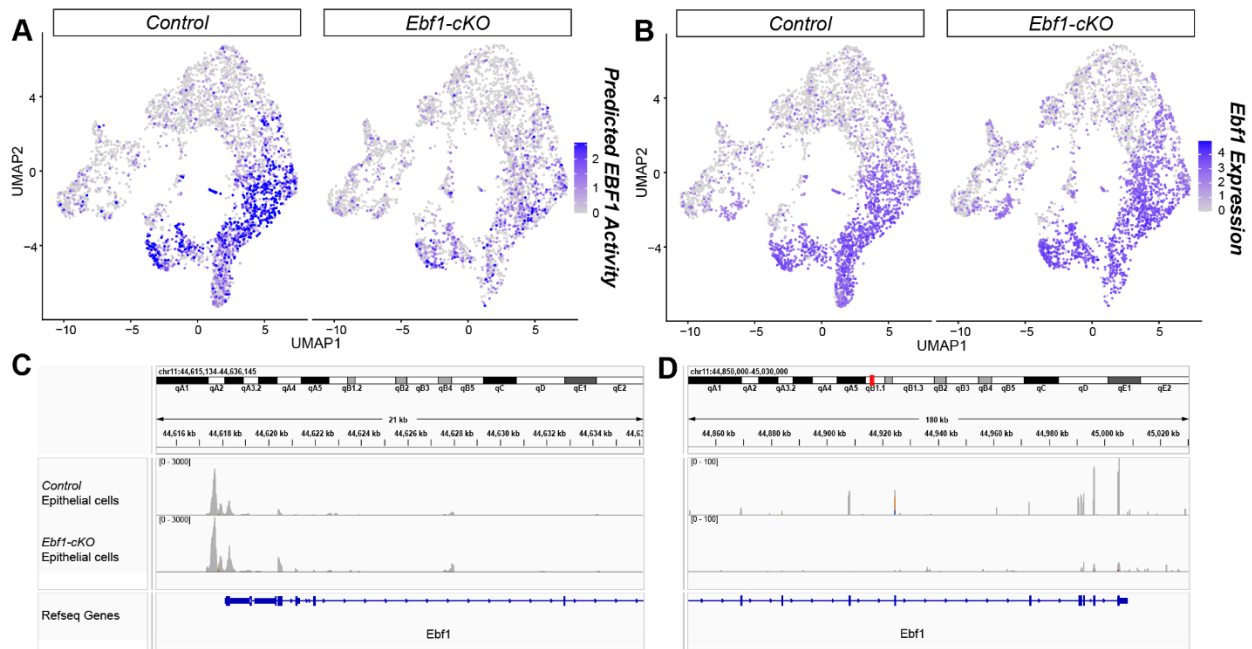 A
Control
Ebf1-cKO
Predicted EBF1 Activity
2
1
0
UMAP2
4
0
−4
−10 −5 0 5 −10 −5 0 5
UMAP1
B
Control
Ebf1-cKO
Ebf1 Expression
4
3
2
1
0
UMAP2
4
0
−4
−10 −5 0 5 −10 −5 0 5
UMAP1
C
chr11:44,615,134-44,636,145
qA1 qA2 qA3.2 qA4 qA5 qB1.2 qB2 qB3 qB4 qB5 qC qD qE1 qE2
21 kb
44,616 kb 44,618 kb 44,620 kb 44,622 kb 44,624 kb 44,626 kb 44,628 kb 44,630 kb 44,632 kb 44,634 kb 44,63
Control
Epithelial cells
[0 - 3000]
Ebf1-cKO
Epithelial cells
[0 - 3000]
Refseq Genes
Ebf1
D
chr11:44,850,000-45,030,000
qA1 qA2 qA3.2 qA4 qA5 qB1.1 qB1.3 qB2 qB3 qB4 qB5 qC qD qE1 qE2
180 kb
44,860 kb 44,880 kb 44,900 kb 44,920 kb 44,940 kb 44,960 kb 44,980 kb 45,000 kb 45,020 kb
[0 - 100]
[0 - 100]
Ebf1